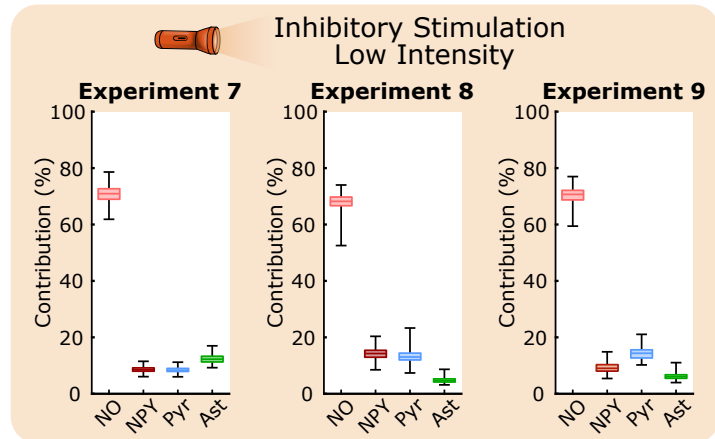 Inhibitory Stimulation
Low Intensity
Experiment 7
Contribution (%)
100
80
60
40
20
0
NO
NPY
Pyr
Ast
Experiment 8
Contribution (%)
100
80
60
40
20
0
NO
NPY
Pyr
Ast
Experiment 9
Contribution (%)
100
80
60
40
20
0
NO
NPY
Pyr
Ast